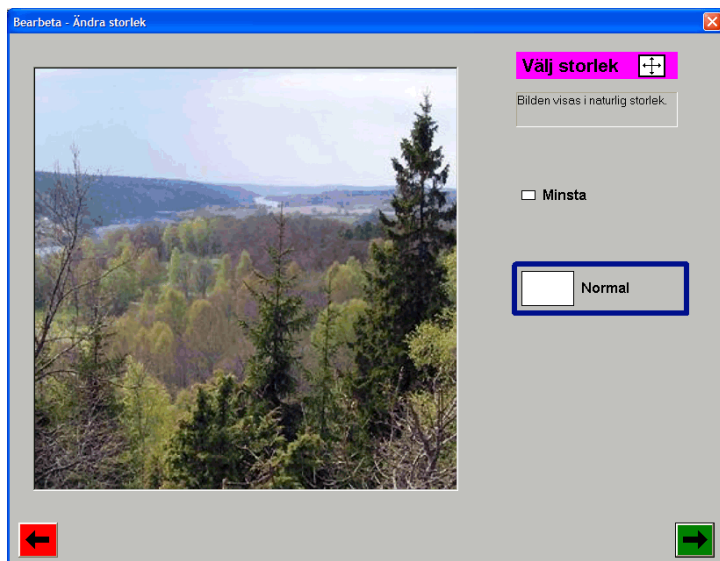 Bearbeta - Ändra storlek
Välj storlek
Bilden visas i naturlig storlek.
Minsta
Normal